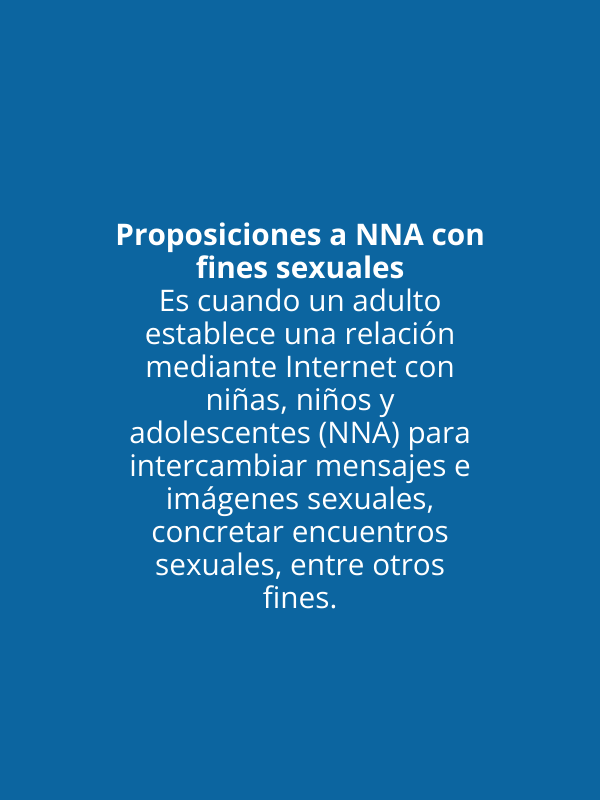 Proposiciones a NNA con
fines sexuales
Es cuando un adulto
establece una relación
mediante Internet con
niñas, niños y
adolescentes (NNA) para
intercambiar mensajes e
imágenes sexuales,
concretar encuentros
sexuales, entre otros
fines.